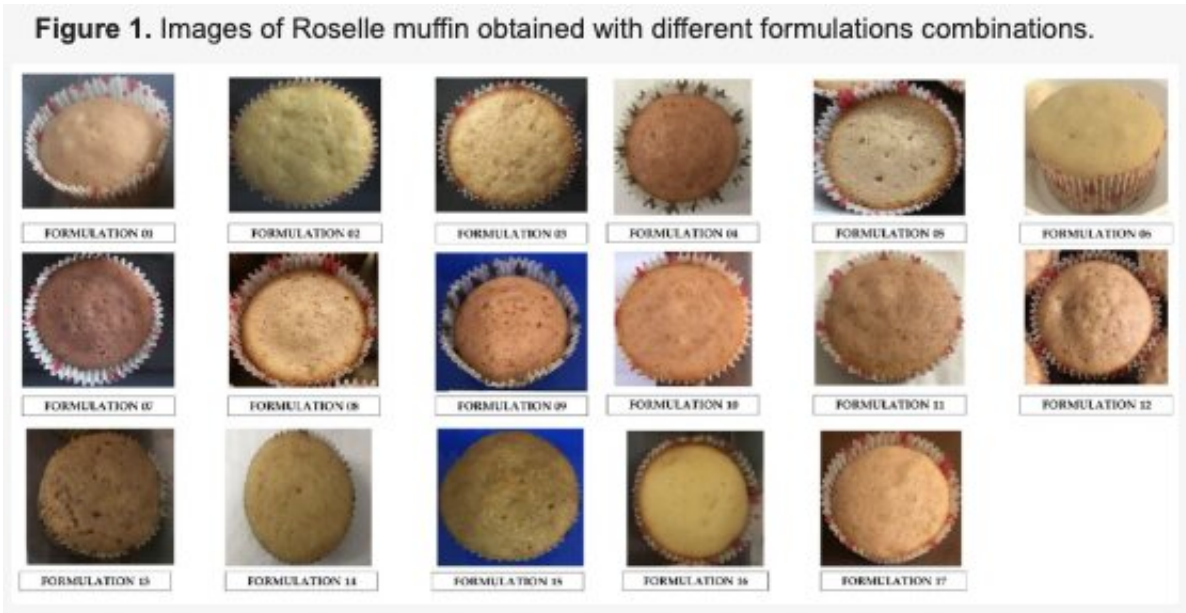 Figure 1. Images of Roselle muffin obtained with different formulations combinations.
FORMULATION 01
FORMULATION 02
FORMULATION 03
FORMULATION 04
FORMULATION 05
FORMULATION 06
FORMULATION 07
FORMULATION 08
FORMULATION 09
FORMULATION 10
FORMULATION 11
FORMULATION 12
FORMULATION 13
FORMULATION 14
FORMULATION 15
FORMULATION 16
FORMULATION 17